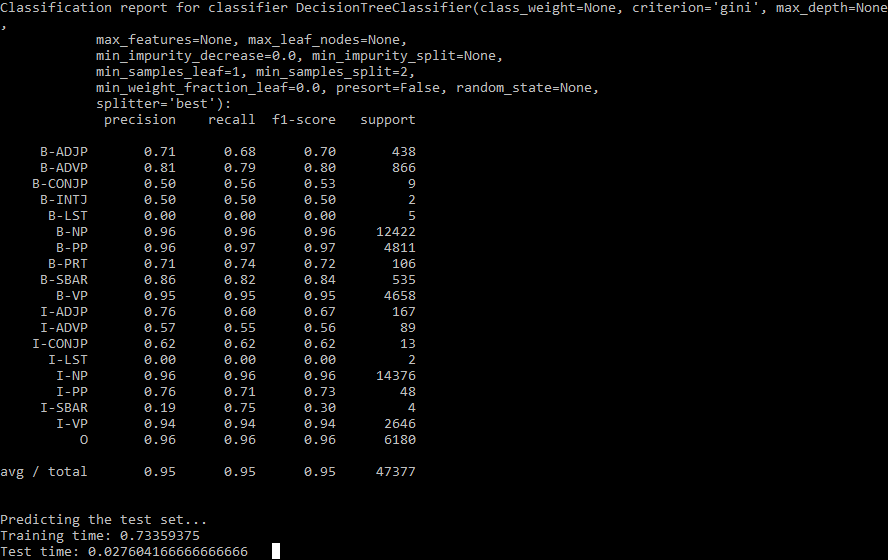 Classification report for classifier DecisionTreeClassifier(class_weight=None, criterion='gini', max_depth=None
,
max_features=None, max_leaf_nodes=None,
min_impurity_decrease=0.0, min_impurity_split=None,
min_samples_leaf=1, min_samples_split=2,
min_weight_fraction_leaf=0.0, presort=False, random_state=None,
splitter='best'):
precision recall f1-score support
B-ADJP 0.71 0.68 0.70 438
B-ADVP 0.81 0.79 0.80 866
B-CONJP 0.50 0.56 0.53 9
B-INTJ 0.50 0.50 0.50 2
B-LST 0.00 0.00 0.00 5
B-NP 0.96 0.96 0.96 12422
B-PP 0.96 0.97 0.97 4811
B-PRT 0.71 0.74 0.72 106
B-SBAR 0.86 0.82 0.84 535
B-VP 0.95 0.95 0.95 4658
I-ADJP 0.76 0.60 0.67 167
I-ADVP 0.57 0.55 0.56 89
I-CONJP 0.62 0.62 0.62 13
I-LST 0.00 0.00 0.00 2
I-NP 0.96 0.96 0.96 14376
I-PP 0.76 0.71 0.73 48
I-SBAR 0.19 0.75 0.30 4
I-VP 0.94 0.94 0.94 2646
O 0.96 0.96 0.96 6180
avg / total 0.95 0.95 0.95 47377
Predicting the test set...
Training time: 0.73359375
Test time: 0.027604166666666666